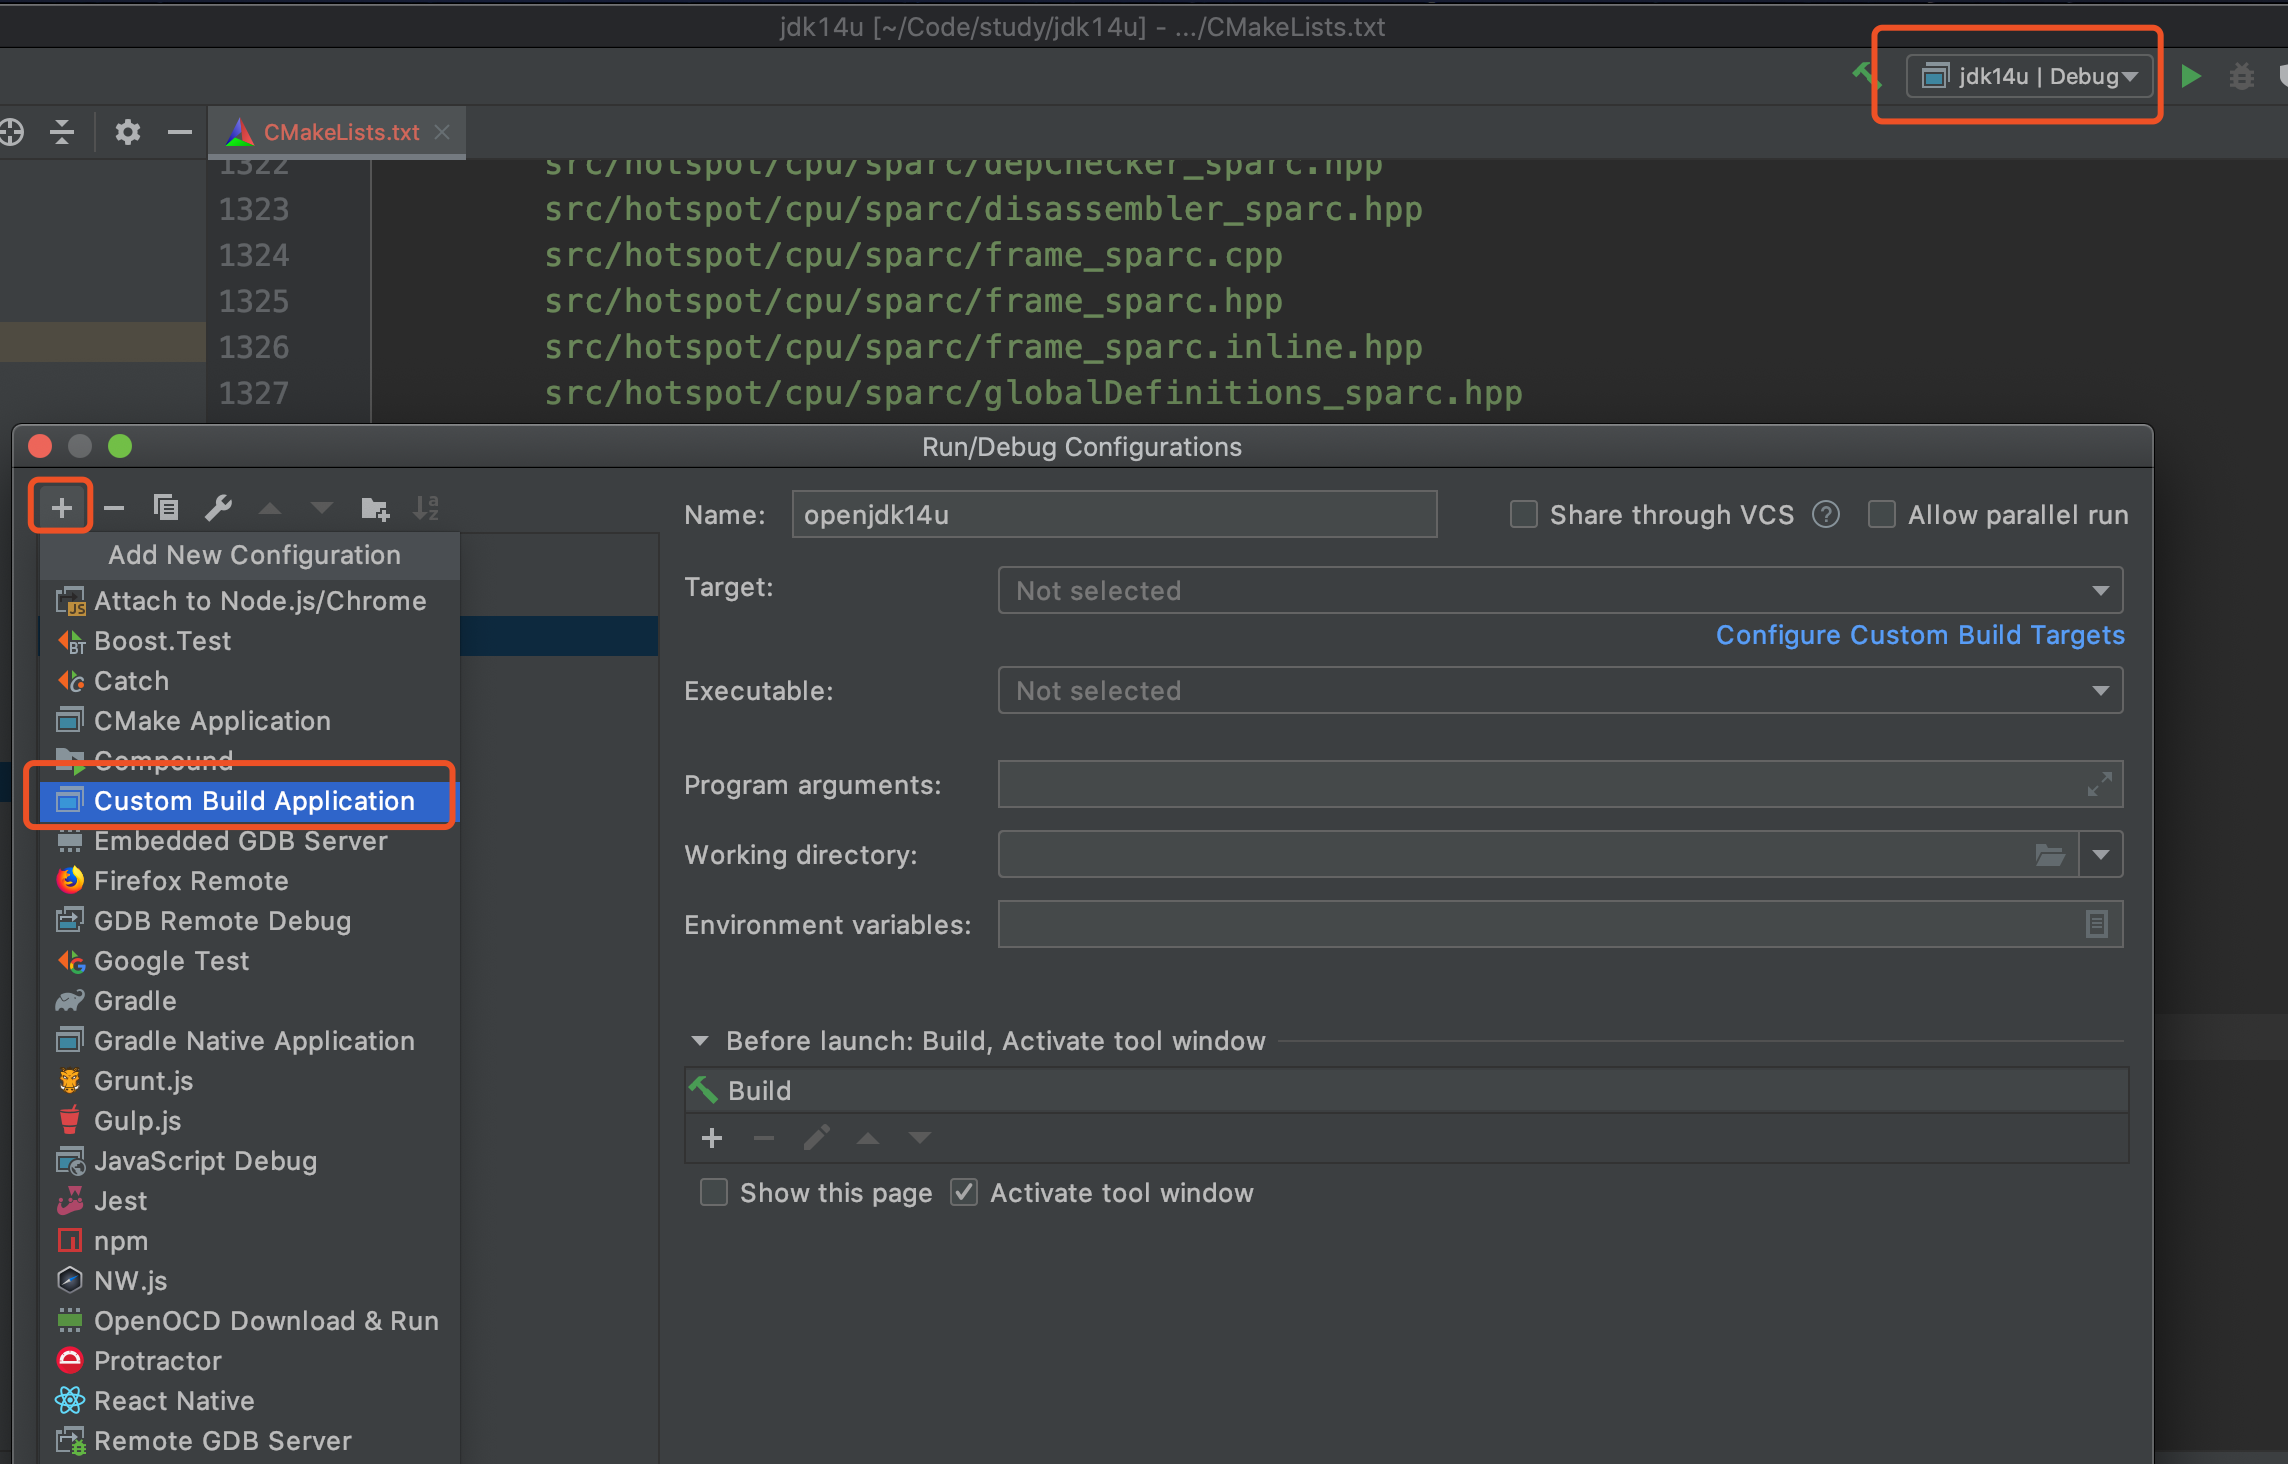 jdk14u [~/Code/study/jdk14u] - .../CMakeLists.txt
jdk14u | Debug
CMakeLists.txt
1322 src/hotspot/cpu/sparc/depChecker_sparc.hpp
1323 src/hotspot/cpu/sparc/disassembler_sparc.hpp
1324 src/hotspot/cpu/sparc/frame_sparc.cpp
1325 src/hotspot/cpu/sparc/frame_sparc.hpp
1326 src/hotspot/cpu/sparc/frame_sparc.inline.hpp
1327 src/hotspot/cpu/sparc/globalDefinitions_sparc.hpp
Run/Debug Configurations
Add New Configuration
Attach to Node.js/Chrome
Boost.Test
Catch
CMake Application
Compound
Custom Build Application
Embedded GDB Server
Firefox Remote
GDB Remote Debug
Google Test
Gradle
Gradle Native Application
Grunt.js
Gulp.js
JavaScript Debug
Jest
npm
NW.js
OpenOCD Download & Run
Protractor
React Native
Remote GDB Server
Name: openjdk14u
Share through VCS ? Allow parallel run
Target: Not selected
Configure Custom Build Targets
Executable: Not selected
Program arguments:
Working directory:
Environment variables:
Before launch: Build, Activate tool window
Build
Show this page Activate tool window